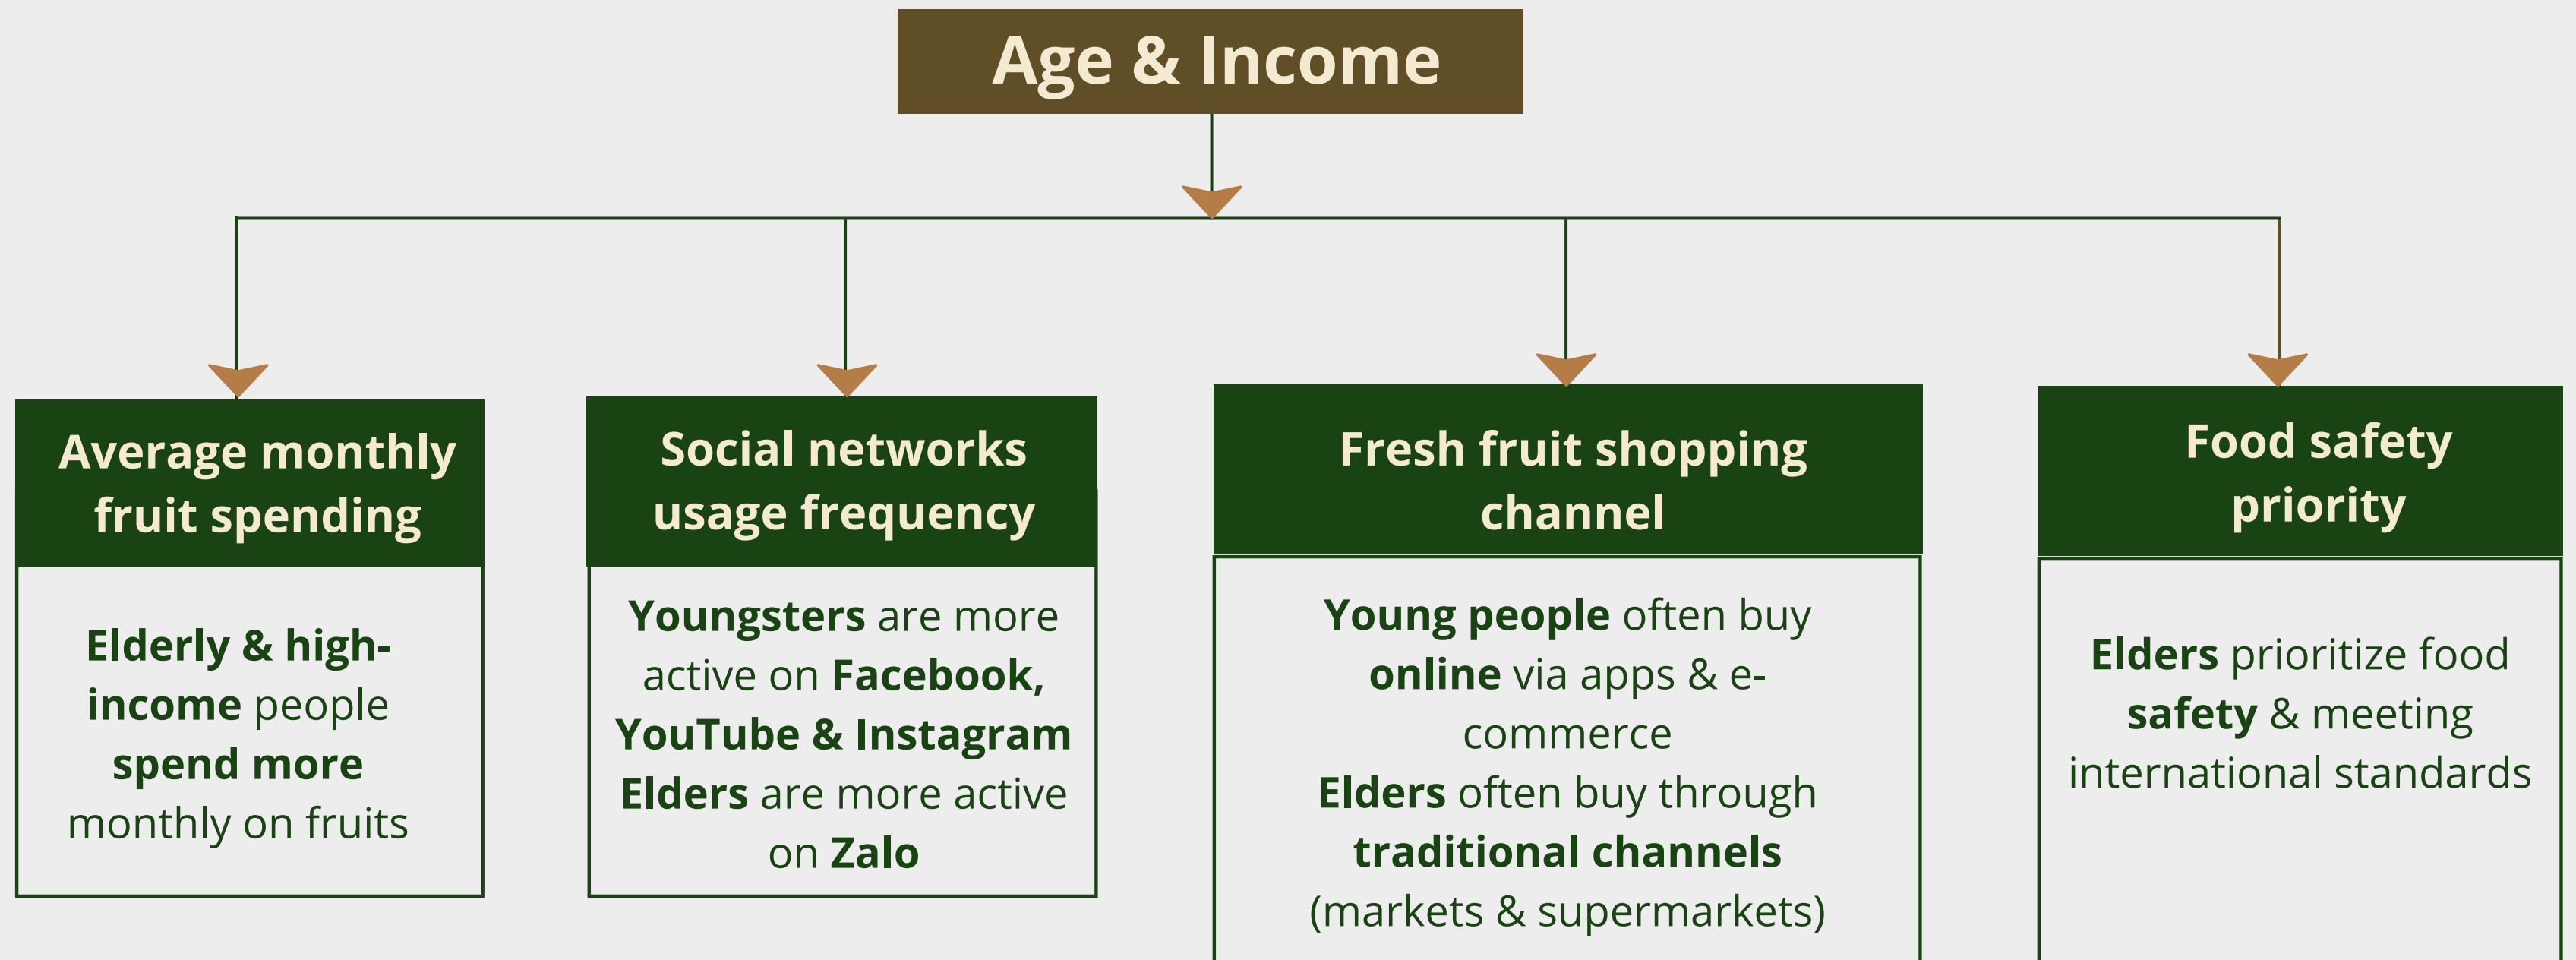 Age & Income
Average monthly
fruit spending
Elderly & high-
income people
spend more
monthly on fruits
Social networks
usage frequency
Youngsters are more
active on Facebook,
YouTube & Instagram
Elders are more active
on Zalo
Fresh fruit shopping
channel
Young people often buy
online via apps & e-
commerce
Elders often buy through
traditional channels
(markets & supermarkets)
Food safety
priority
Elders prioritize food
safety & meeting
international standards